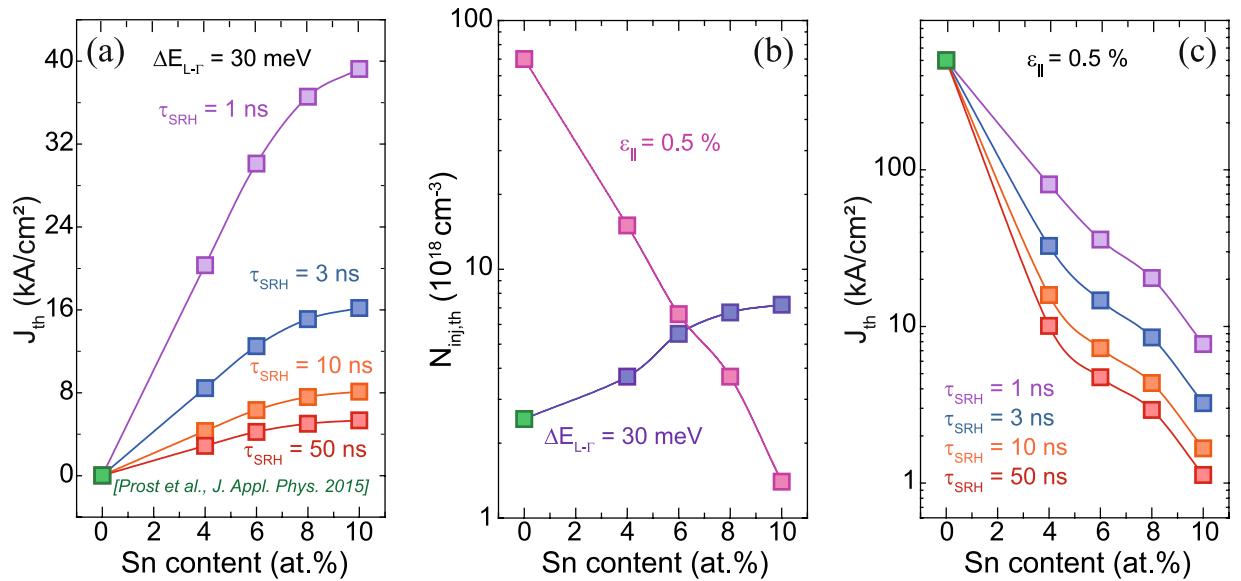 (a)
ΔE_L-Γ = 30 meV
τ_SRH = 1 ns
τ_SRH = 3 ns
τ_SRH = 10 ns
τ_SRH = 50 ns
[Prost et al., J. Appl. Phys. 2015]
J_th (kA/cm²)
40
32
24
16
8
0
0 2 4 6 8 10
Sn content (at.%)
(b)
ε_∥ = 0.5 %
ΔE_L-Γ = 30 meV
N_inj,th (10^18 cm^-3)
100
10
1
0 2 4 6 8 10
Sn content (at.%)
(c)
ε_∥ = 0.5 %
τ_SRH = 1 ns
τ_SRH = 3 ns
τ_SRH = 10 ns
τ_SRH = 50 ns
J_th (kA/cm²)
100
10
1
0 2 4 6 8 10
Sn content (at.%)